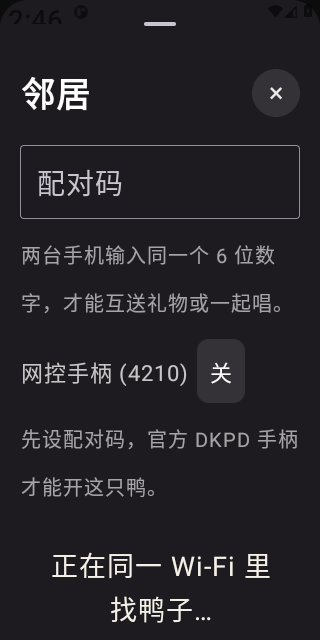 2:46
邻居
×
配对码
两台手机输入同一个 6 位数
字，才能互送礼物或一起唱。
网控手柄 (4210) 关
先设配对码，官方 DKPD 手柄
才能开这只鸭。
正在同一 Wi-Fi 里
找鸭子…